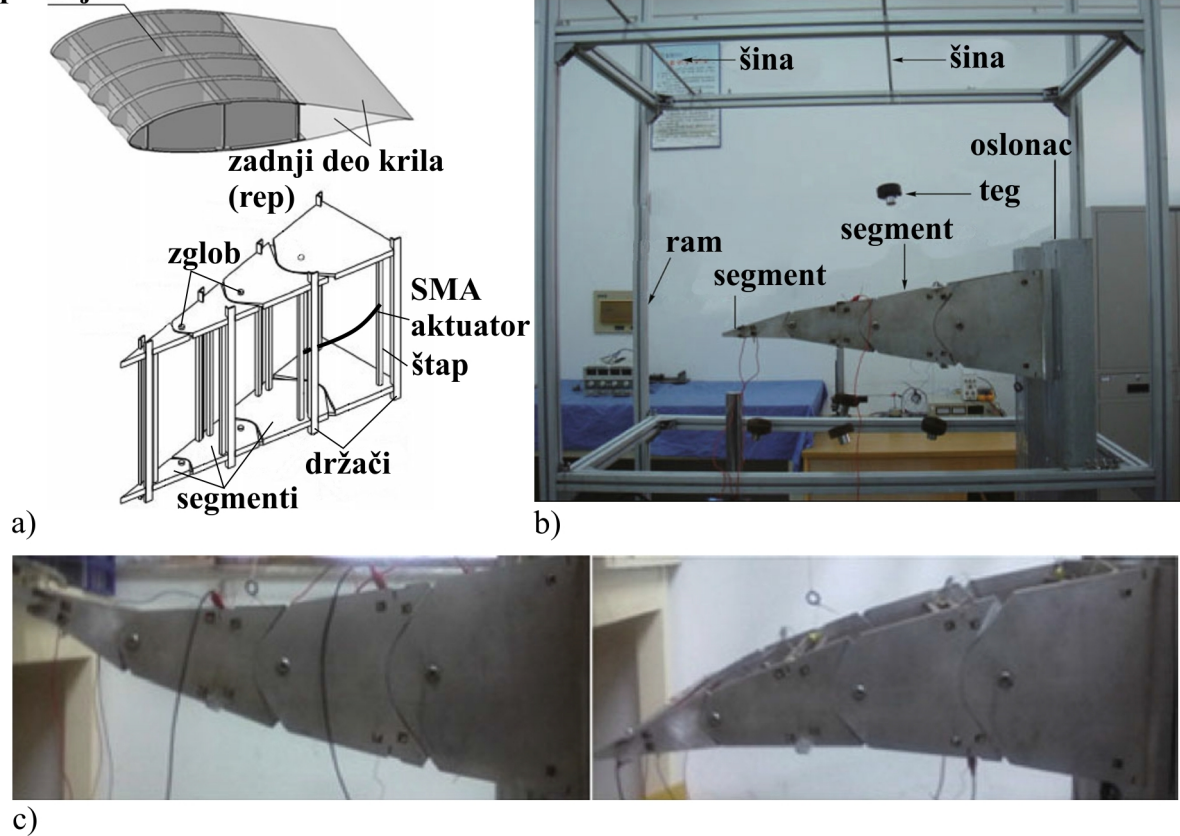 zadnji deo krila
(rep)
zglob
SMA
aktuator
štap
držači
segmenti
a)
šina
šina
oslonac
teg
segment
ram
segment
b)
c)